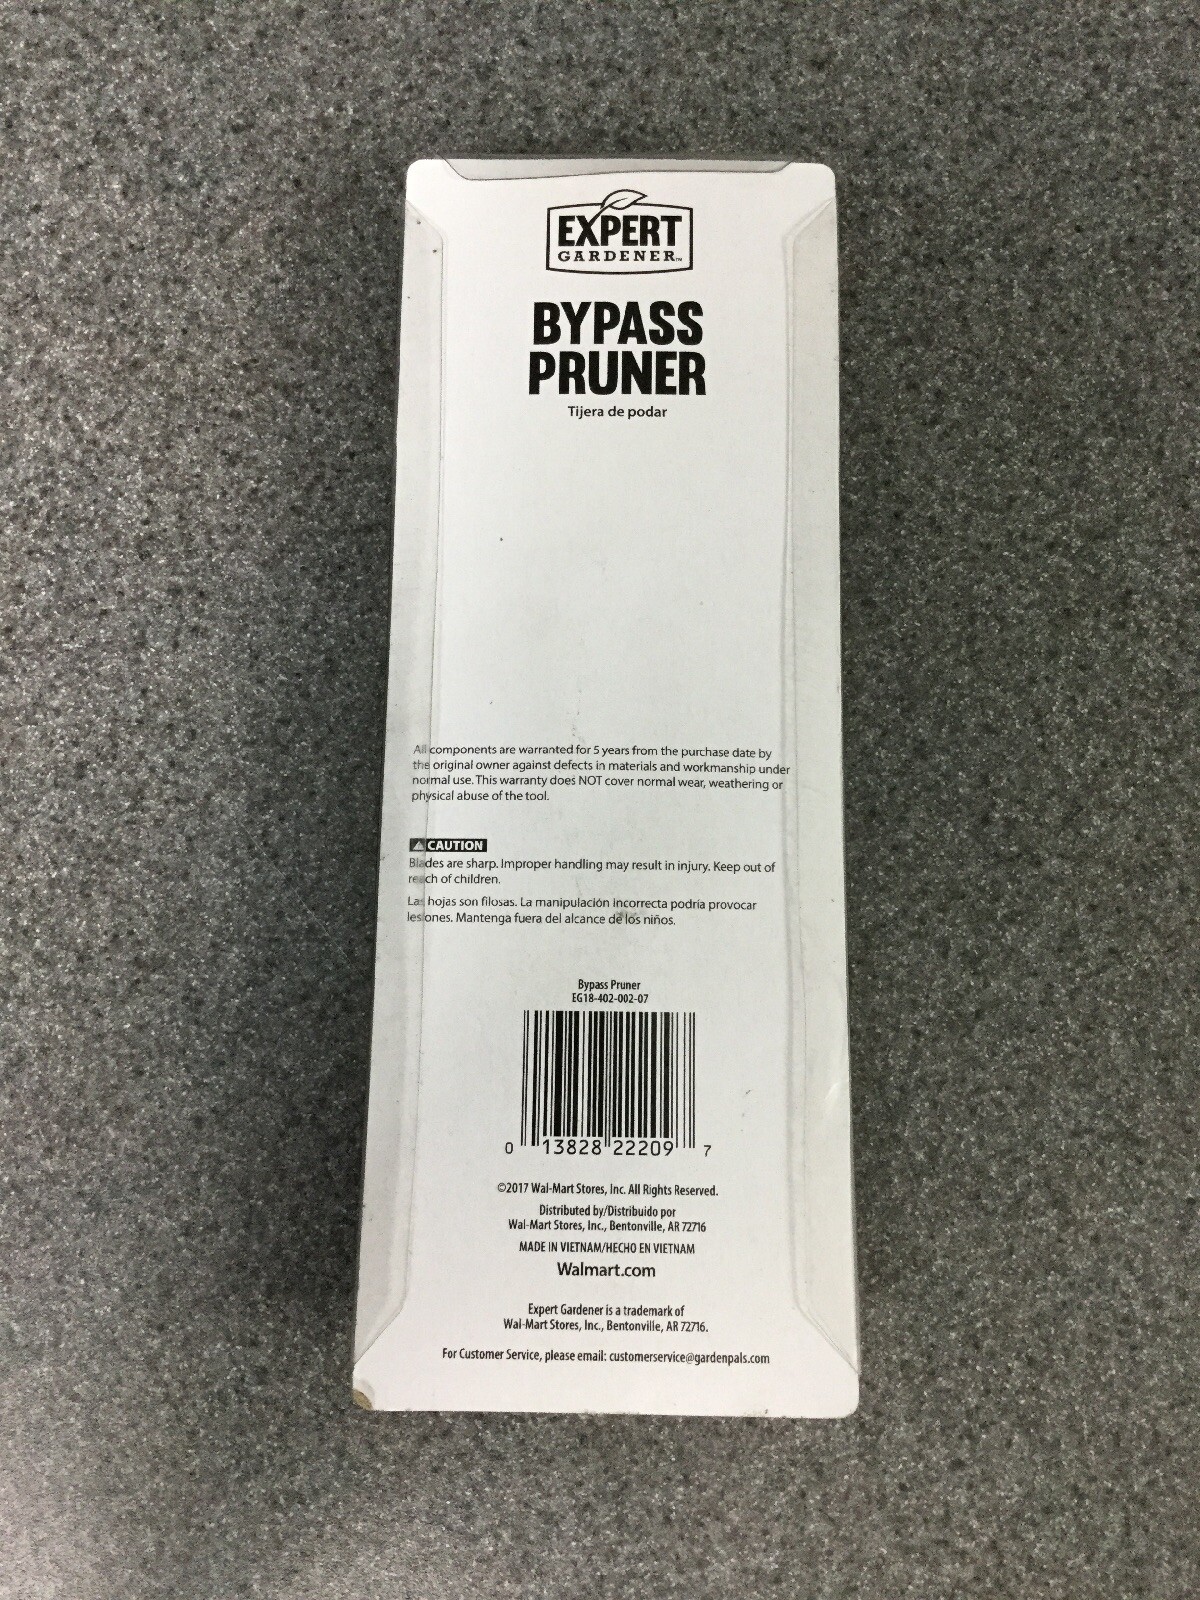 EXPERT
GARDENER™
BYPASS
PRUNER
Tijera de podar
All components are warranted for 5 years from the purchase date by
the original owner against defects in materials and workmanship under
normal use. This warranty does NOT cover normal wear, weathering or
physical abuse of the tool.
CAUTION
Blades are sharp. Improper handling may result in injury. Keep out of
reach of children.
Las hojas son filosas. La manipulación incorrecta podría provocar
lesiones. Mantenga fuera del alcance de los niños.
Bypass Pruner
EG18-402-002-07
0 13828 22209 7
©2017 Wal-Mart Stores, Inc. All Rights Reserved.
Distributed by/Distribuido por
Wal-Mart Stores, Inc., Bentonville, AR 72716
MADE IN VIETNAM/HECHO EN VIETNAM
Walmart.com
Expert Gardener is a trademark of
Wal-Mart Stores, Inc., Bentonville, AR 72716.
For Customer Service, please email: customerservice@gardenpals.com